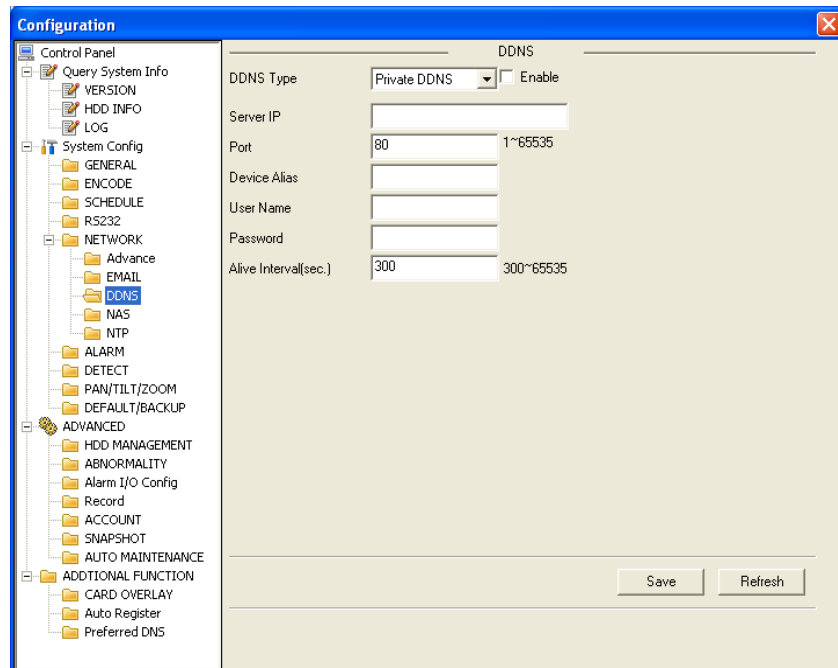 Configuration
Control Panel
Query System Info
VERSION
HDD INFO
LOG
System Config
GENERAL
ENCODE
SCHEDULE
RS232
NETWORK
Advance
EMAIL
DDNS
NAS
NTP
ALARM
DETECT
PAN/TILT/ZOOM
DEFAULT/BACKUP
ADVANCED
HDD MANAGEMENT
ABNORMALITY
Alarm I/O Config
Record
ACCOUNT
SNAPSHOT
AUTO MAINTENANCE
ADDTIONAL FUNCTION
CARD OVERLAY
Auto Register
Preferred DNS
DDNS
DDNS Type Private DDNS Enable
Server IP
Port 80 1~65535
Device Alias
User Name
Password
Alive Interval(sec.) 300 300~65535
Save Refresh